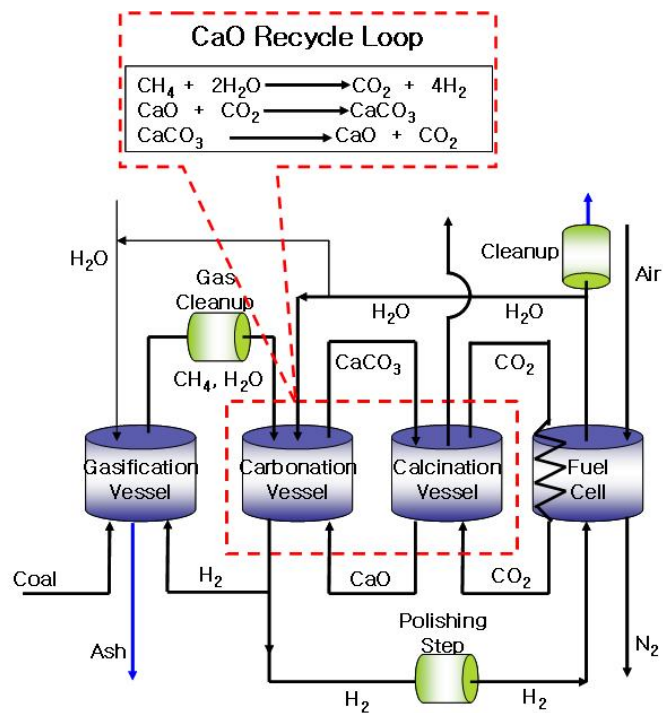 CaO Recycle Loop
CH₄ + 2H₂O → CO₂ + 4H₂
CaO + CO₂ → CaCO₃
CaCO₃ → CaO + CO₂
H₂O
Gas
Cleanup
CH₄, H₂O
CaCO₃
H₂O
H₂O
CO₂
Cleanup
Air
Gasification
Vessel
Carbonation
Vessel
Calcination
Vessel
Fuel
Cell
Coal
H₂
CaO
CO₂
Ash
Polishing
Step
H₂
H₂
N₂